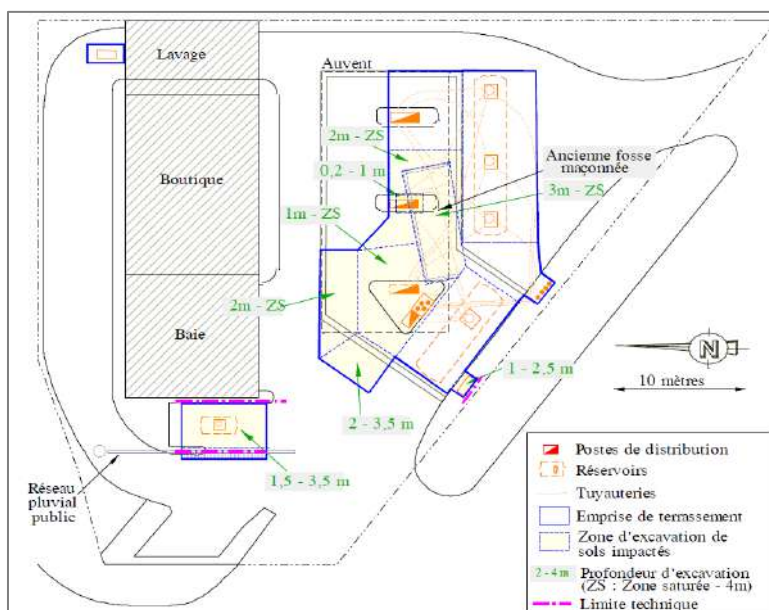 Lavage
Auvent
2m - ZS
Ancienne fosse
maçonnée
0,2 - 1 m
Boutique
3m - ZS
1m - ZS
2m - ZS
Baie
N
1 - 2,5 m
10 mètres
2 - 3,5 m
1,5 - 3,5 m
Réseau
pluvial
public
Postes de distribution
Réservoirs
Tuyauteries
Emprise de terrassement
Zone d'excavation de
sols impactés
2 - 4m Profondeur d'excavation
(ZS : Zone saturée - 4m)
Limite technique